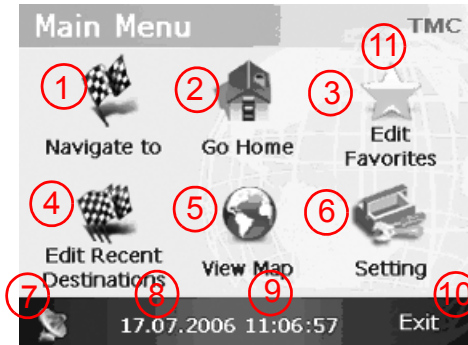 Main Menu TMC
11
1 2 3
Navigate to Go Home Edit
Favorites
4 5 6
Edit Recent
Destinations View Map Setting
7 8 9 10
17.07.2006 11:06:57 Exit